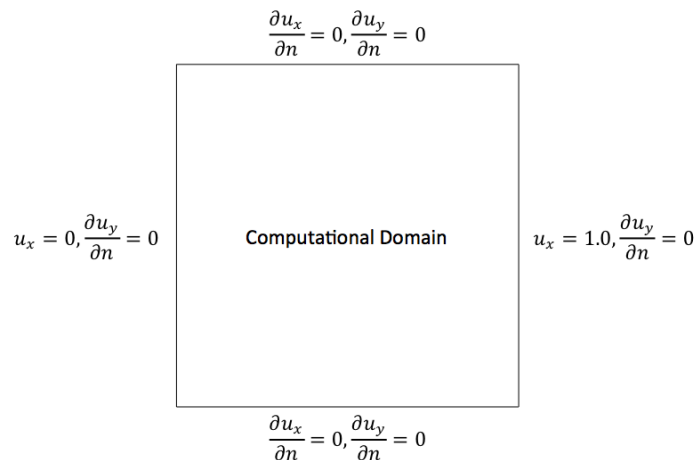 ∂u_x/∂n = 0, ∂u_y/∂n = 0
u_x = 0, ∂u_y/∂n = 0
Computational Domain
u_x = 1.0, ∂u_y/∂n = 0
∂u_x/∂n = 0, ∂u_y/∂n = 0